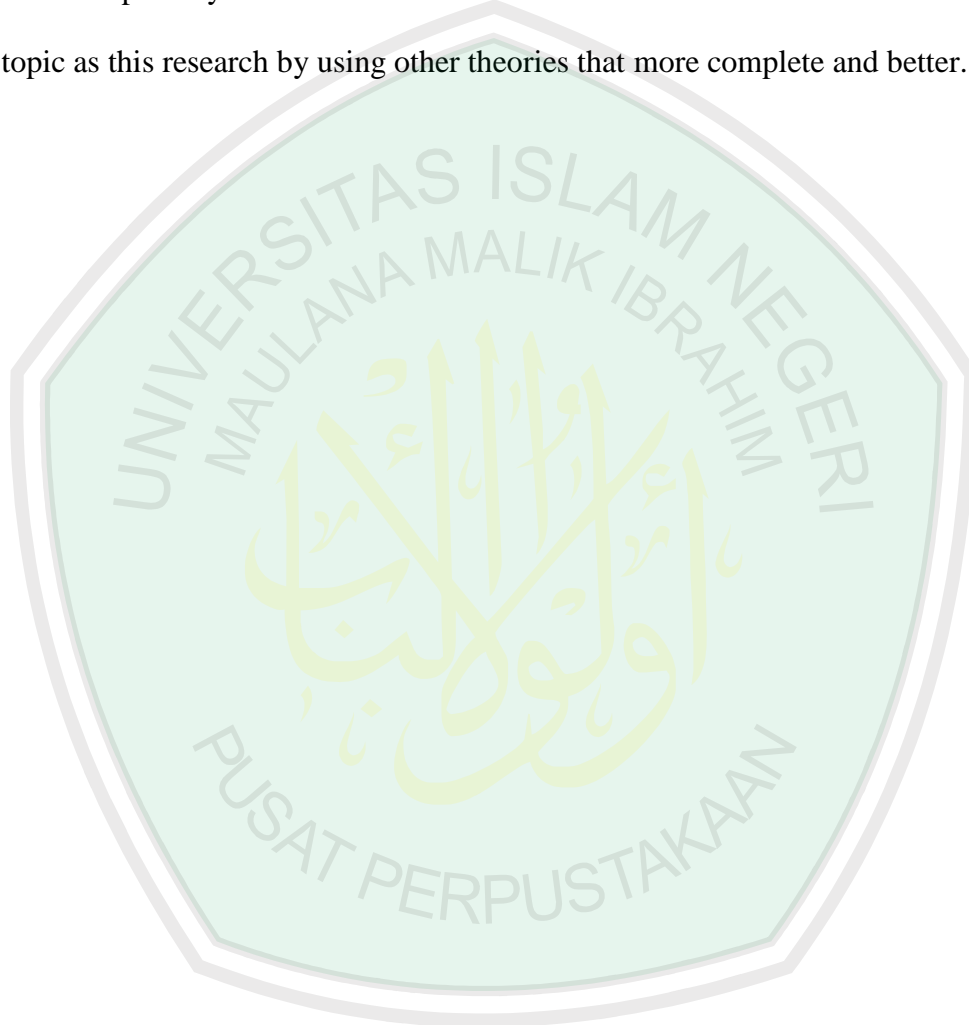 topic as this research by using other theories that more complete and better.
UNIVERSITAS ISLAM NEGERI
MAULANA MALIK IBRAHIM
أولوا الألباب
PUSAT PERPUSTAKAAN